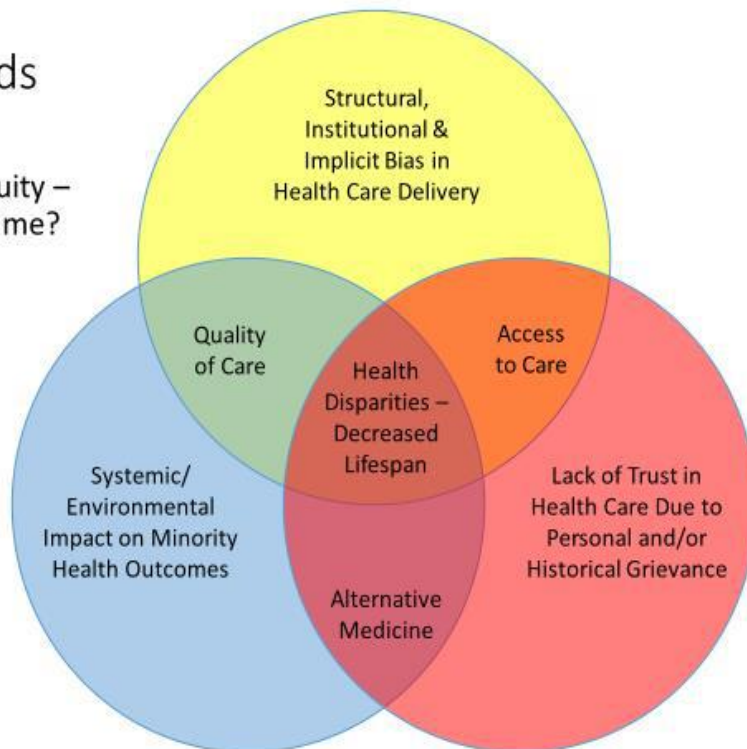 ds
uity –
me?
Structural,
Institutional &
Implicit Bias in
Health Care Delivery
Quality
of Care
Access
to Care
Health
Disparities –
Decreased
Lifespan
Systemic/
Environmental
Impact on Minority
Health Outcomes
Lack of Trust in
Health Care Due to
Personal and/or
Historical Grievance
Alternative
Medicine